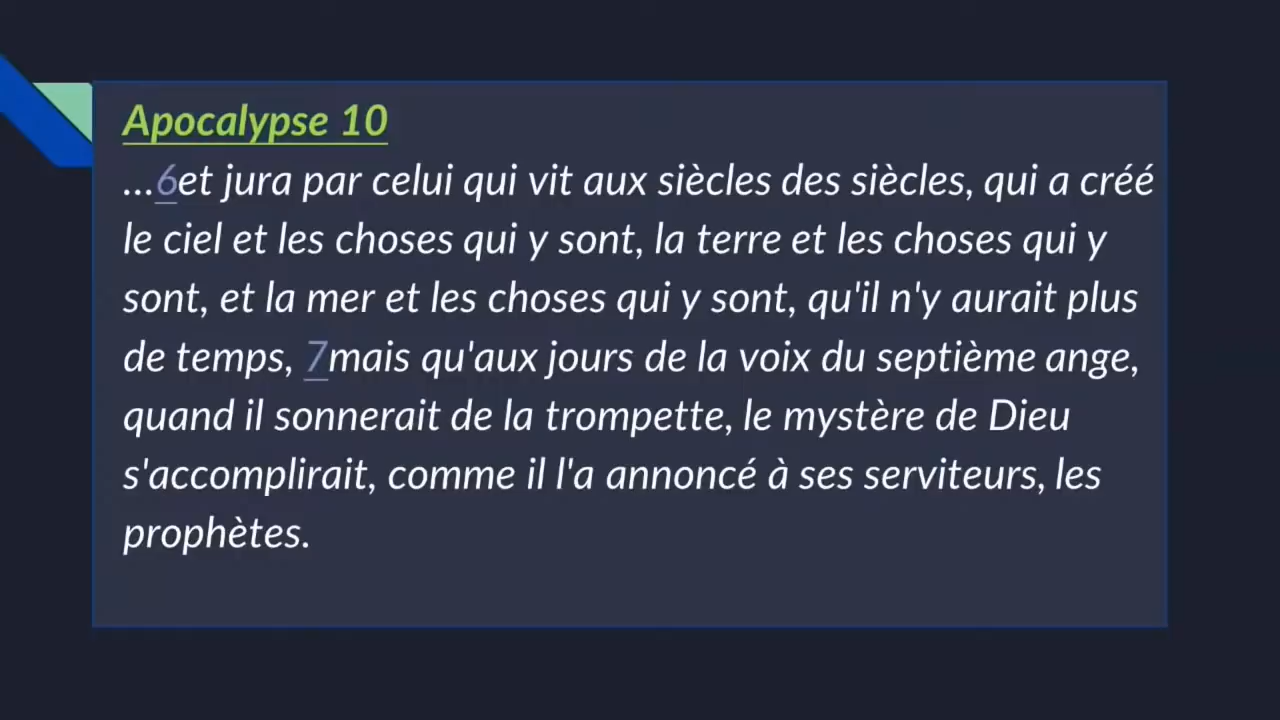 Apocalypse 10
...6et jura par celui qui vit aux siècles des siècles, qui a créé
le ciel et les choses qui y sont, la terre et les choses qui y
sont, et la mer et les choses qui y sont, qu'il n'y aurait plus
de temps, 7mais qu'aux jours de la voix du septième ange,
quand il sonnerait de la trompette, le mystère de Dieu
s'accomplirait, comme il l'a annoncé à ses serviteurs, les
prophètes.